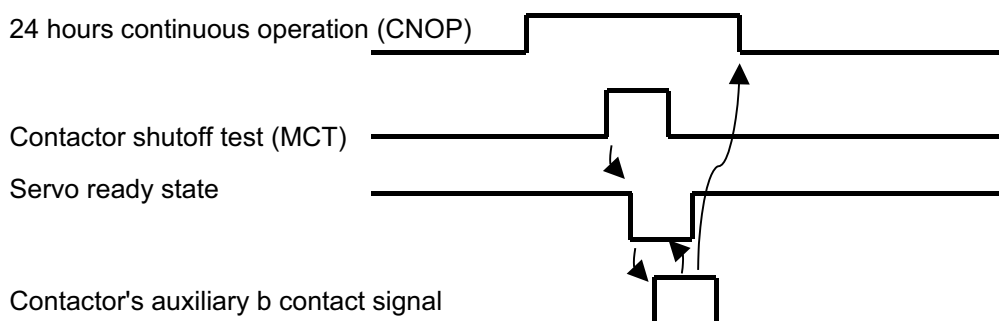 24 hours continuous operation (CNOP)
Contactor shutoff test (MCT)
Servo ready state
Contactor's auxiliary b contact signal